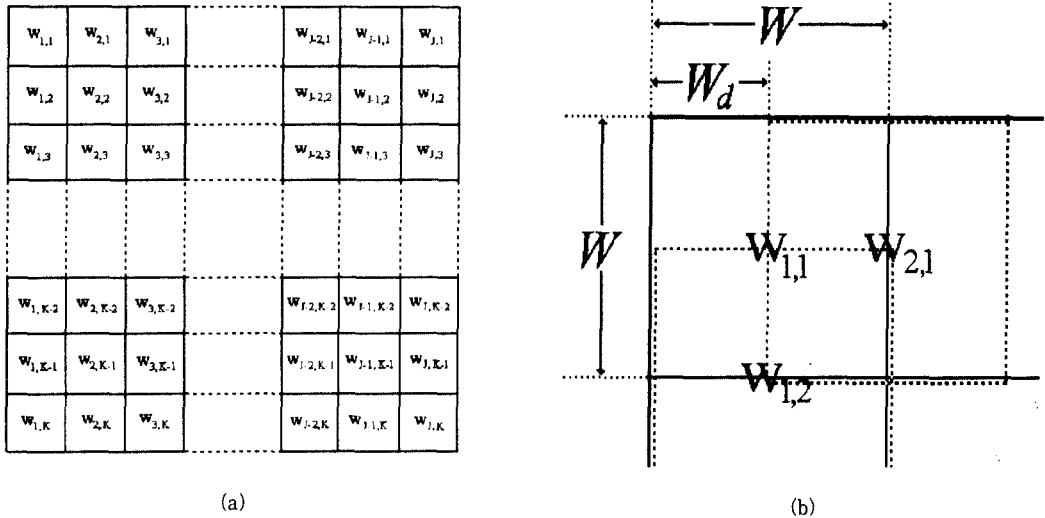 W1,1 W2,1 W3,1 WJ-2,1 WJ-1,1 WJ,1
W1,2 W2,2 W3,2 WJ-2,2 WJ-1,2 WJ,2
W1,3 W2,3 W3,3 WJ-2,3 WJ-1,3 WJ,3
W1,K-2 W2,K-2 W3,K-2 WJ-2,K-2 WJ-1,K-2 WJ,K-2
W1,K-1 W2,K-1 W3,K-1 WJ-2,K-1 WJ-1,K-1 WJ,K-1
W1,K W2,K W3,K WJ-2,K WJ-1,K WJ,K
(a)
W
Wd
W
W1,1 W2,1
W1,2
(b)